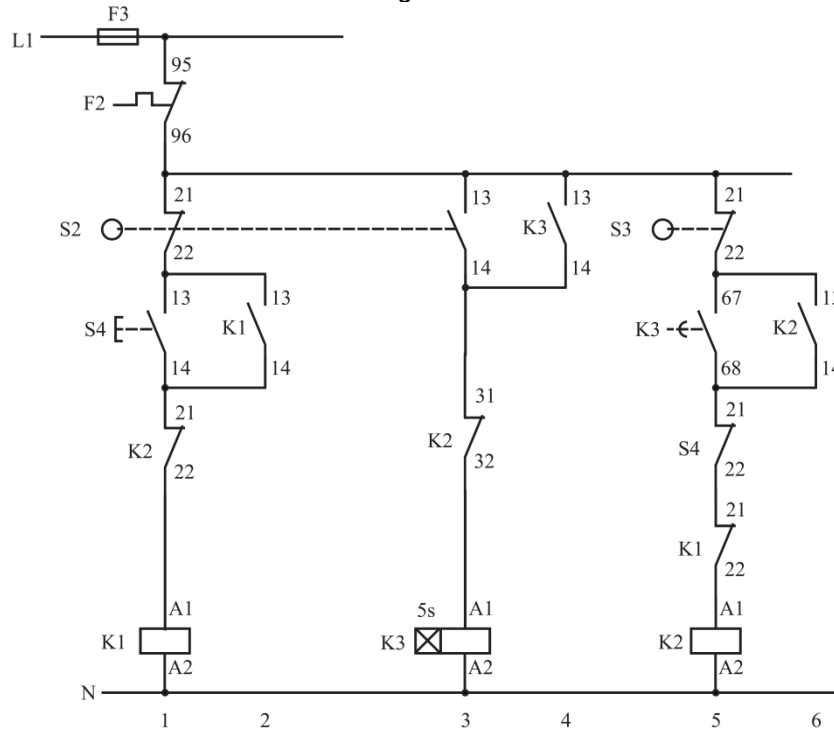 F3
L1
95
F2
96
21 13 13 21
S2 K3 S3
22 14 14 22
13 13 67
S4 K1 K3 K2
14 14 68 14
21 31 21
K2 K2 S4
22 32 22
21
K1
22
A1 5s A1 A1
K1 K3 K2
A2 A2 A2
N
1 2 3 4 5 6